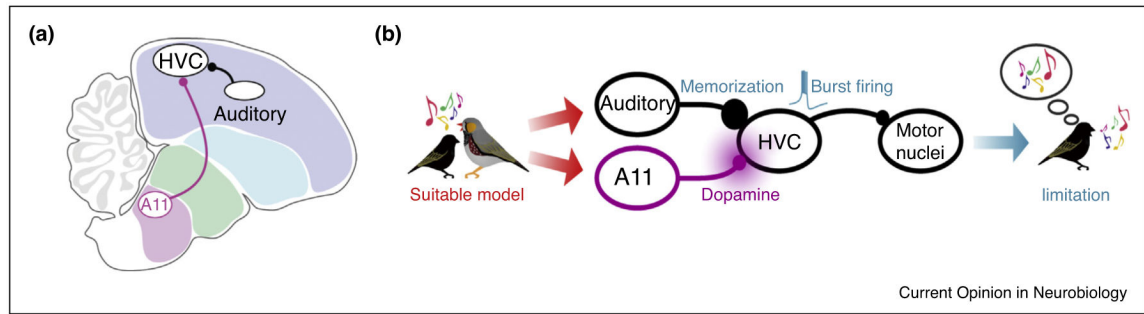 (a)
HVC
Auditory
A11
(b)
Suitable model
Auditory
A11
Memorization
Dopamine
HVC
Burst firing
Motor
nuclei
limitation
Current Opinion in Neurobiology